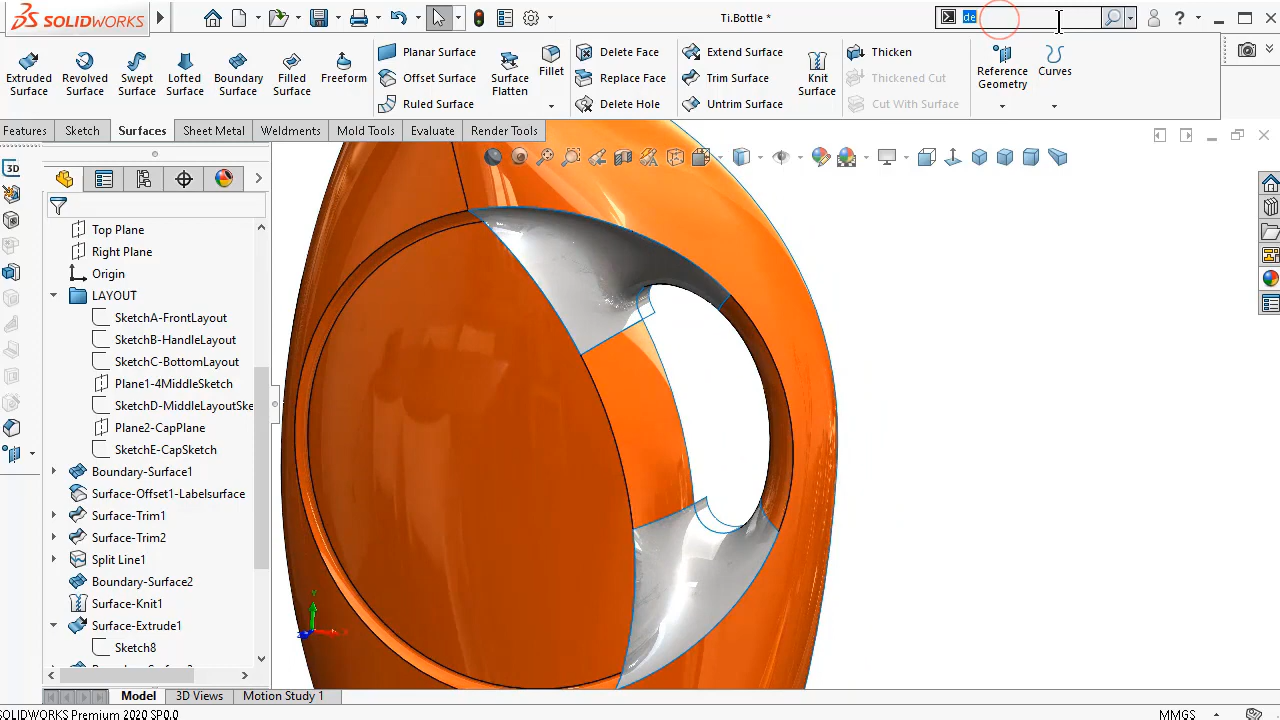 SOLIDWORKS
Ti.Bottle *
de
Extruded Surface
Revolved Surface
Swept Surface
Lofted Surface
Boundary Surface
Filled Surface
Freeform
Planar Surface
Offset Surface
Ruled Surface
Surface Flatten
Fillet
Delete Face
Replace Face
Delete Hole
Extend Surface
Trim Surface
Untrim Surface
Knit Surface
Thicken
Thickened Cut
Cut With Surface
Reference Geometry
Curves
Features Sketch Surfaces Sheet Metal Weldments Mold Tools Evaluate Render Tools
Top Plane
Right Plane
Origin
LAYOUT
SketchA-FrontLayout
SketchB-HandleLayout
SketchC-BottomLayout
Plane1-4MiddleSketch
SketchD-MiddleLayoutSke
Plane2-CapPlane
SketchE-CapSketch
Boundary-Surface1
Surface-Offset1-Labelsurface
Surface-Trim1
Surface-Trim2
Split Line1
Boundary-Surface2
Surface-Knit1
Surface-Extrude1
Sketch8
Model 3D Views Motion Study 1
SOLIDWORKS Premium 2020 SP0.0
MMGS